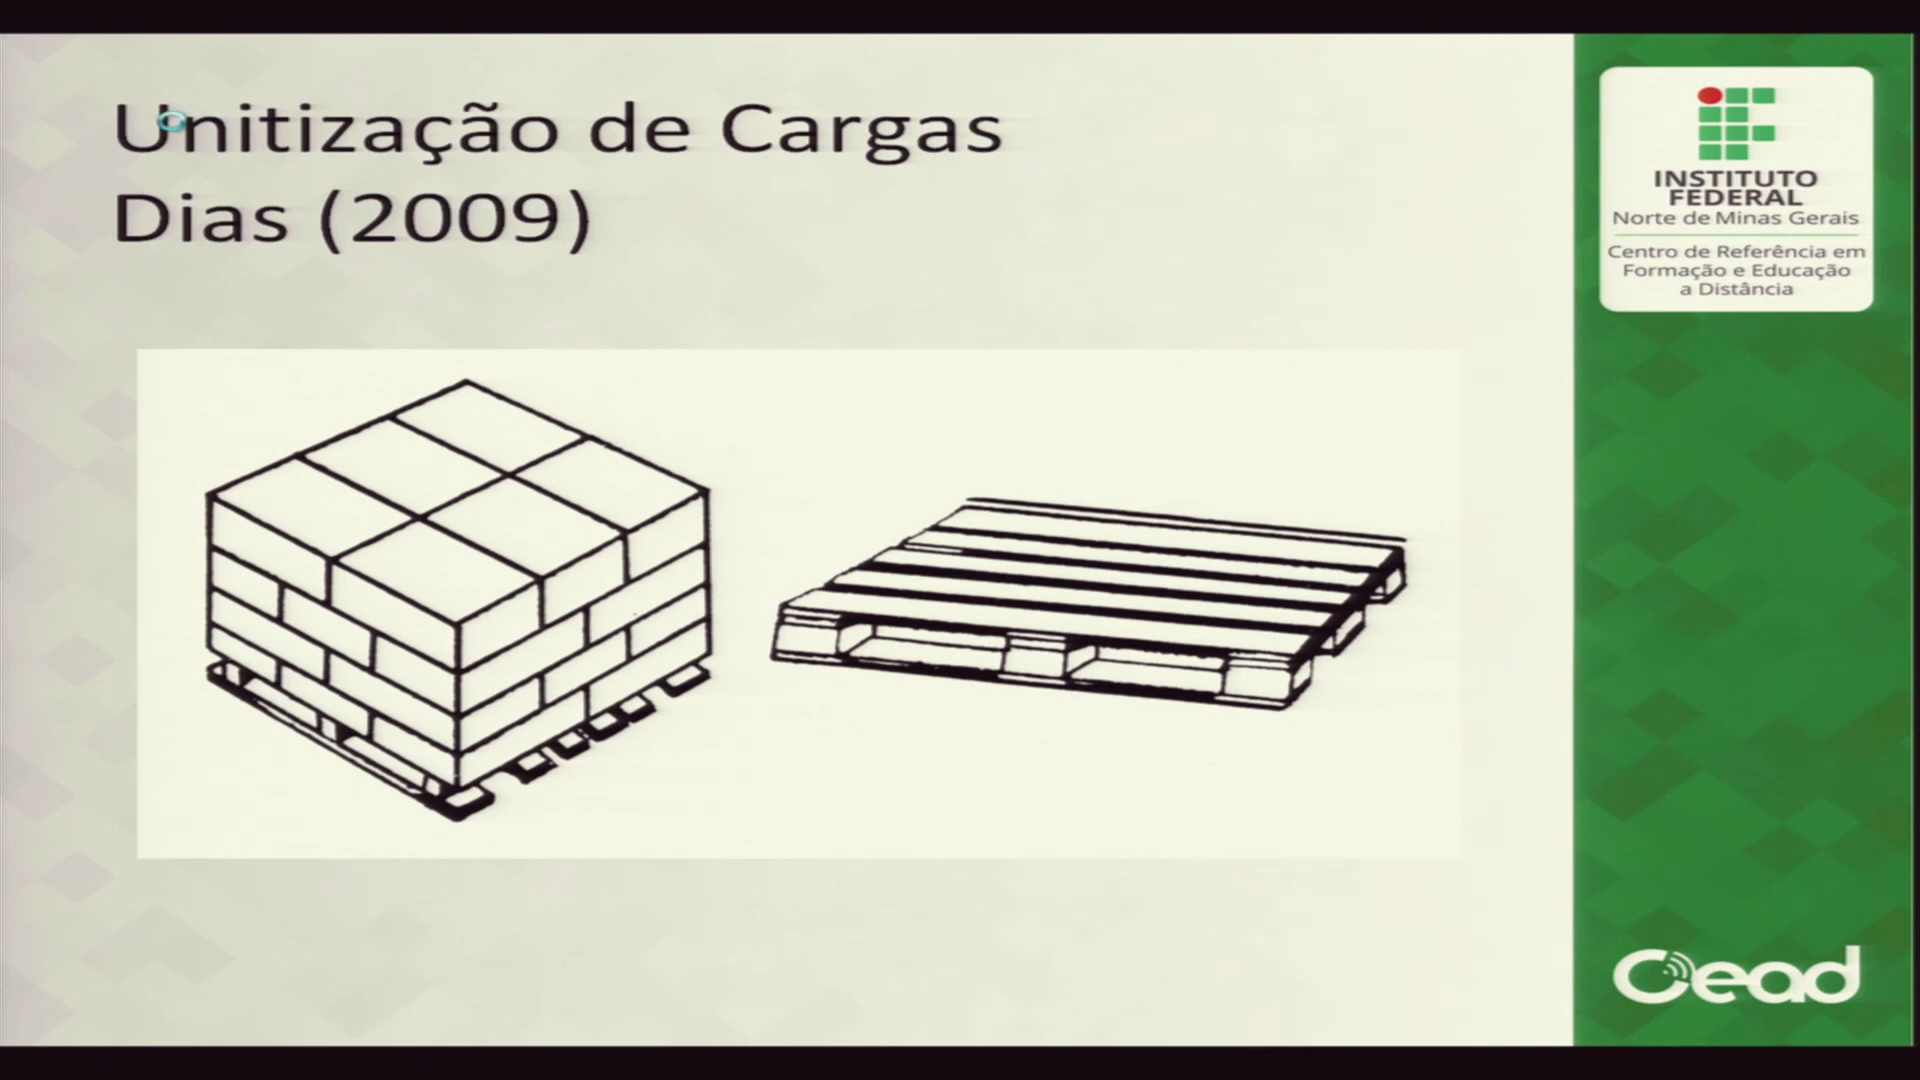 Unitização de Cargas
Dias (2009)
INSTITUTO
FEDERAL
Norte de Minas Gerais
Centro de Referência em
Formação e Educação
a Distância
Cead